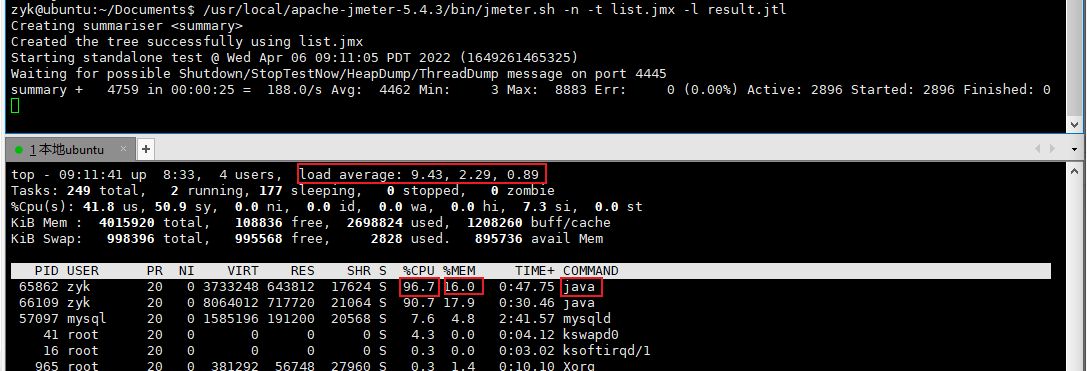 zyk@ubuntu:~/Documents$ /usr/local/apache-jmeter-5.4.3/bin/jmeter.sh -n -t list.jmx -l result.jtl
Creating summariser <summary>
Created the tree successfully using list.jmx
Starting standalone test @ Wed Apr 06 09:11:05 PDT 2022 (1649261465325)
Waiting for possible Shutdown/StopTestNow/HeapDump/ThreadDump message on port 4445
summary +   4759 in 00:00:25 =  188.0/s Avg:  4462 Min:     3 Max:  8883 Err:     0 (0.00%) Active: 2896 Started: 2896 Finished: 0
1本地ubuntu × +
top - 09:11:41 up  8:33,  4 users,  load average: 9.43, 2.29, 0.89
Tasks: 249 total,   2 running, 177 sleeping,   0 stopped,   0 zombie
%Cpu(s): 41.8 us, 50.9 sy,  0.0 ni,  0.0 id,  0.0 wa,  0.0 hi,  7.3 si,  0.0 st
KiB Mem :  4015920 total,   108836 free,  2698824 used,  1208260 buff/cache
KiB Swap:   998396 total,   995568 free,     2828 used.   895736 avail Mem
PID USER      PR  NI    VIRT    RES    SHR S  %CPU %MEM     TIME+ COMMAND
65862 zyk       20   0 3733248 643812  17624 S  96.7 16.0   0:47.75 java
66109 zyk       20   0 8064012 717720  21064 S  90.7 17.9   0:30.46 java
57097 mysql     20   0 1585196 191200  20568 S   7.6  4.8   2:41.57 mysqld
41 root      20   0       0      0      0 S   4.3  0.0   0:04.12 kswapd0
16 root      20   0       0      0      0 S   0.3  0.0   0:03.02 ksoftirqd/1
965 root      20   0  381292  56748  27960 S   0.3  1.4   0:10.10 Xorg